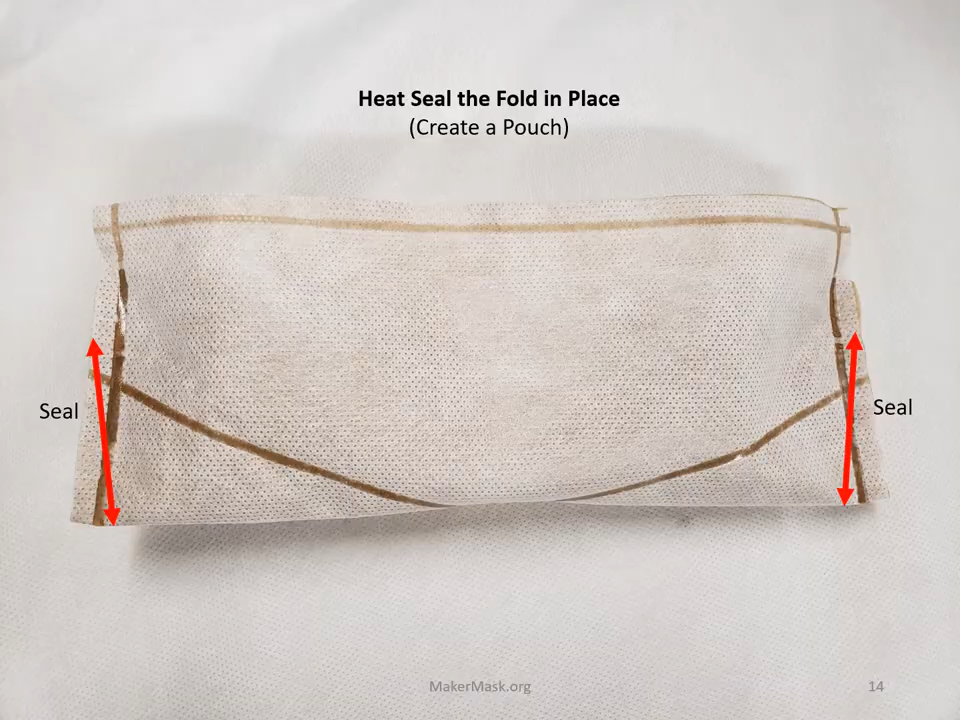 Heat Seal the Fold in Place
(Create a Pouch)
Seal
Seal
MakerMask.org
14